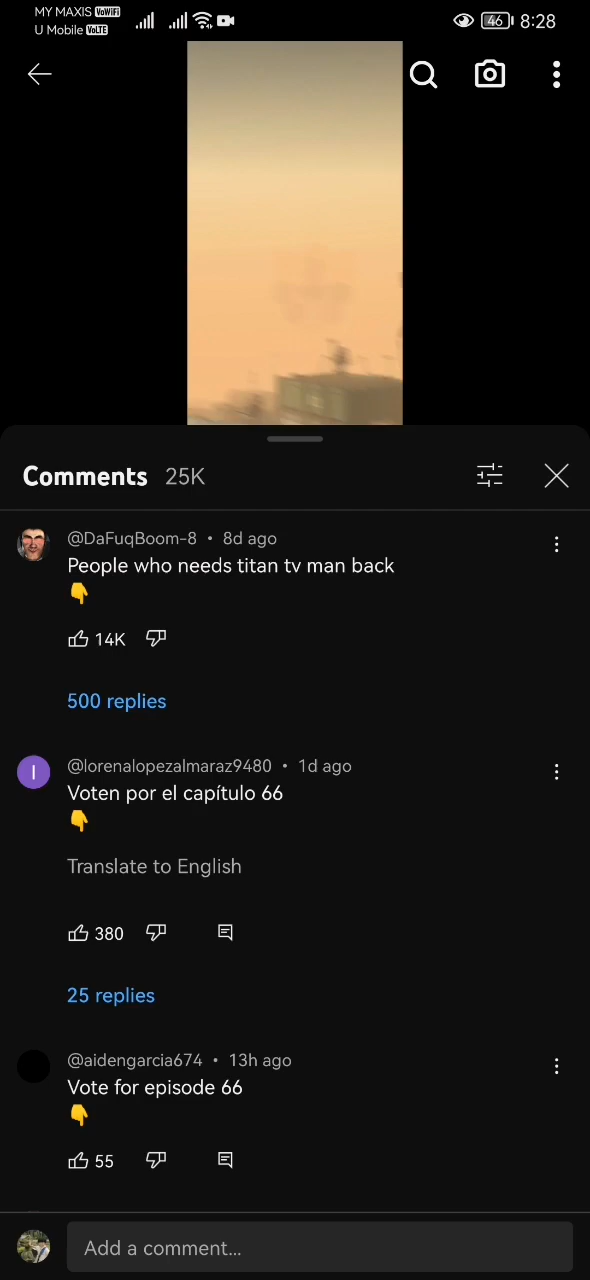 MY MAXIS VoWiFi
U Mobile VoLTE
46 8:28
Comments 25K
@DaFuqBoom-8 • 8d ago
People who needs titan tv man back
👇
14K
500 replies
l
@lorenalopezalmaraz9480 • 1d ago
Voten por el capítulo 66
👇
Translate to English
380
25 replies
@aidengarcia674 • 13h ago
Vote for episode 66
👇
55
Add a comment...